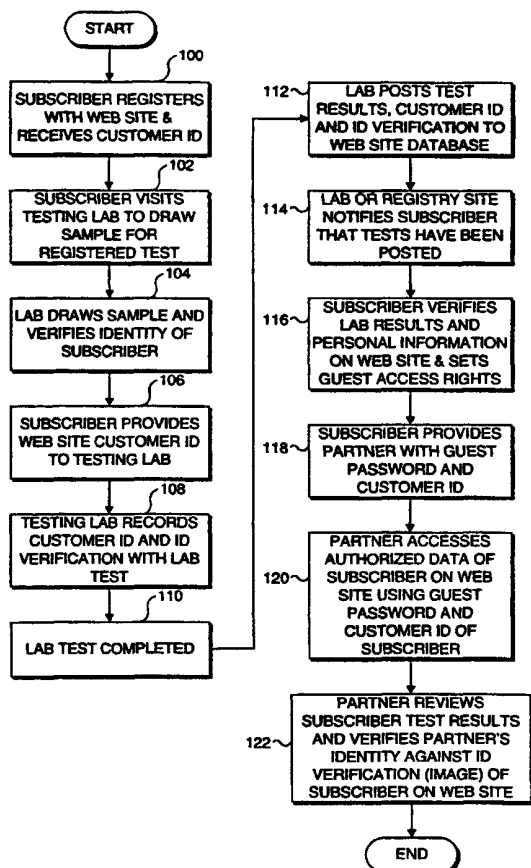 START
100
SUBSCRIBER REGISTERS
WITH WEB SITE &
RECEIVES CUSTOMER ID
102
SUBSCRIBER VISITS
TESTING LAB TO DRAW
SAMPLE FOR
REGISTERED TEST
104
LAB DRAWS SAMPLE AND
VERIFIES IDENTITY OF
SUBSCRIBER
106
SUBSCRIBER PROVIDES
WEB SITE CUSTOMER ID
TO TESTING LAB
108
TESTING LAB RECORDS
CUSTOMER ID AND ID
VERIFICATION WITH LAB
TEST
110
LAB TEST COMPLETED
112
LAB POSTS TEST
RESULTS, CUSTOMER ID
AND ID VERIFICATION TO
WEB SITE DATABASE
114
LAB OR REGISTRY SITE
NOTIFIES SUBSCRIBER
THAT TESTS HAVE BEEN
POSTED
116
SUBSCRIBER VERIFIES
LAB RESULTS AND
PERSONAL INFORMATION
ON WEB SITE & SETS
GUEST ACCESS RIGHTS
118
SUBSCRIBER PROVIDES
PARTNER WITH GUEST
PASSWORD AND
CUSTOMER ID
120
PARTNER ACCESSES
AUTHORIZED DATA OF
SUBSCRIBER ON WEB
SITE USING GUEST
PASSWORD AND
CUSTOMER ID OF
SUBSCRIBER
122
PARTNER REVIEWS
SUBSCRIBER TEST RESULTS
AND VERIFIES PARTNER'S
IDENTITY AGAINST ID
VERIFICATION (IMAGE) OF
SUBSCRIBER ON WEB SITE
END